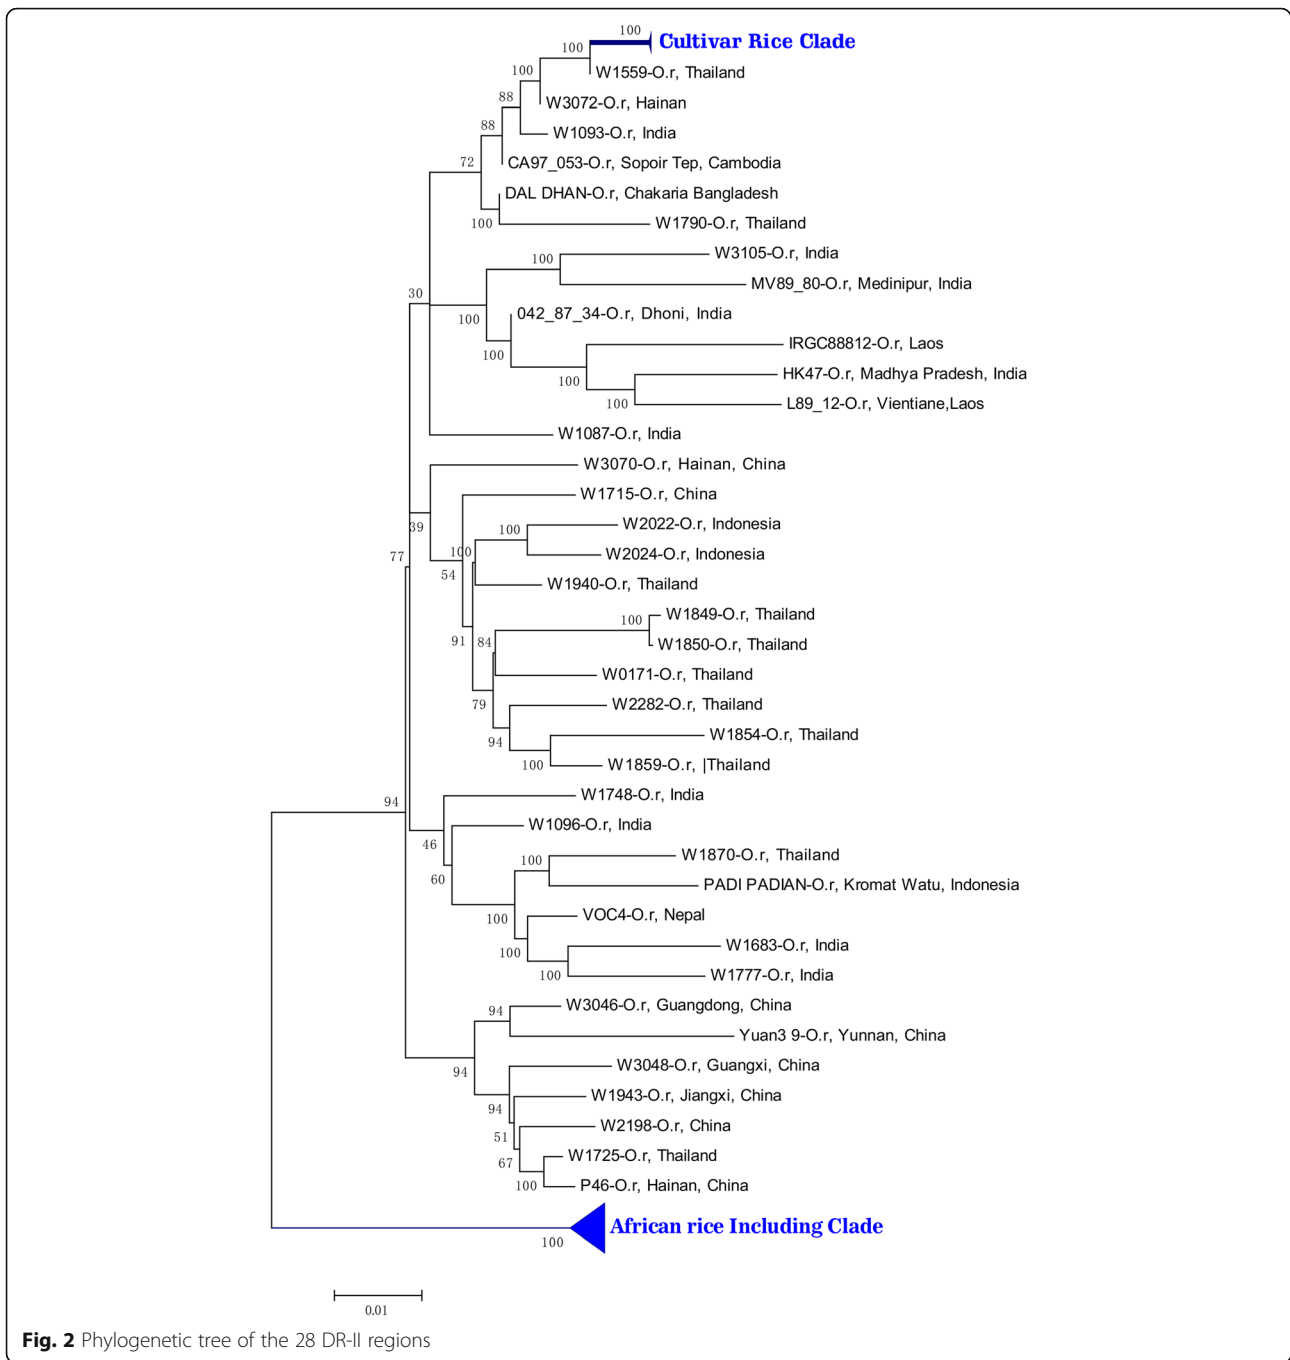 100
Cultivar Rice Clade
100
W1559-O.r, Thailand
100
W3072-O.r, Hainan
88
W1093-O.r, India
88
CA97_053-O.r, Sopoir Tep, Cambodia
72
DAL DHAN-O.r, Chakaria Bangladesh
100
W1790-O.r, Thailand
W3105-O.r, India
100
MV89_80-O.r, Medinipur, India
30
100
042_87_34-O.r, Dhoni, India
100
IRGC88812-O.r, Laos
100
HK47-O.r, Madhya Pradesh, India
100
L89_12-O.r, Vientiane,Laos
W1087-O.r, India
W3070-O.r, Hainan, China
W1715-O.r, China
39
100
W2022-O.r, Indonesia
77
100
W2024-O.r, Indonesia
54
W1940-O.r, Thailand
100
W1849-O.r, Thailand
91
84
W1850-O.r, Thailand
W0171-O.r, Thailand
79
W2282-O.r, Thailand
94
W1854-O.r, Thailand
100
W1859-O.r, |Thailand
94
W1748-O.r, India
W1096-O.r, India
46
100
W1870-O.r, Thailand
60
PADI PADIAN-O.r, Kromat Watu, Indonesia
100
VOC4-O.r, Nepal
100
W1683-O.r, India
100
W1777-O.r, India
94
W3046-O.r, Guangdong, China
Yuan3 9-O.r, Yunnan, China
94
W3048-O.r, Guangxi, China
94
W1943-O.r, Jiangxi, China
51
W2198-O.r, China
67
W1725-O.r, Thailand
100
P46-O.r, Hainan, China
African rice Including Clade
100
0.01
Fig. 2 Phylogenetic tree of the 28 DR-II regions